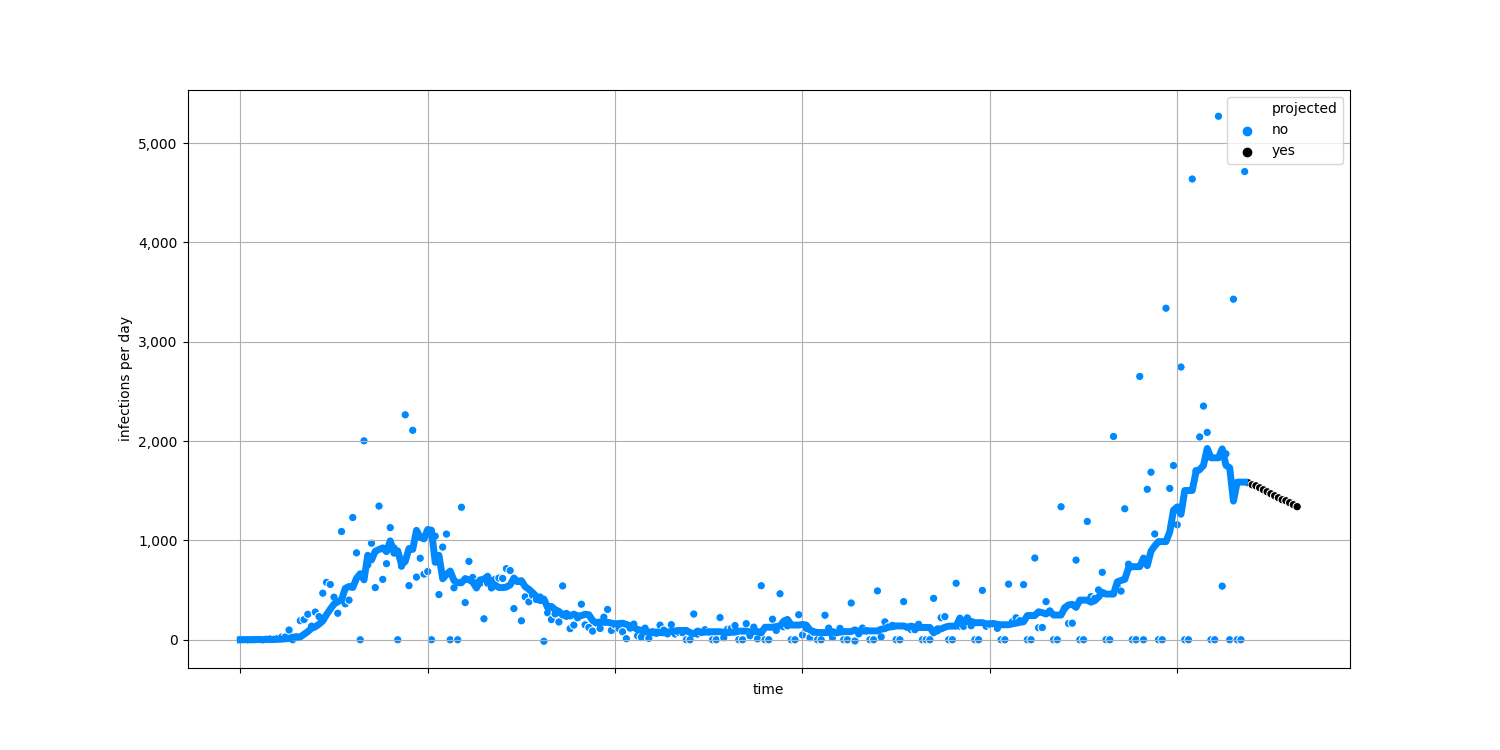 projected
no
yes
5,000
4,000
3,000
2,000
1,000
0
infections per day
time